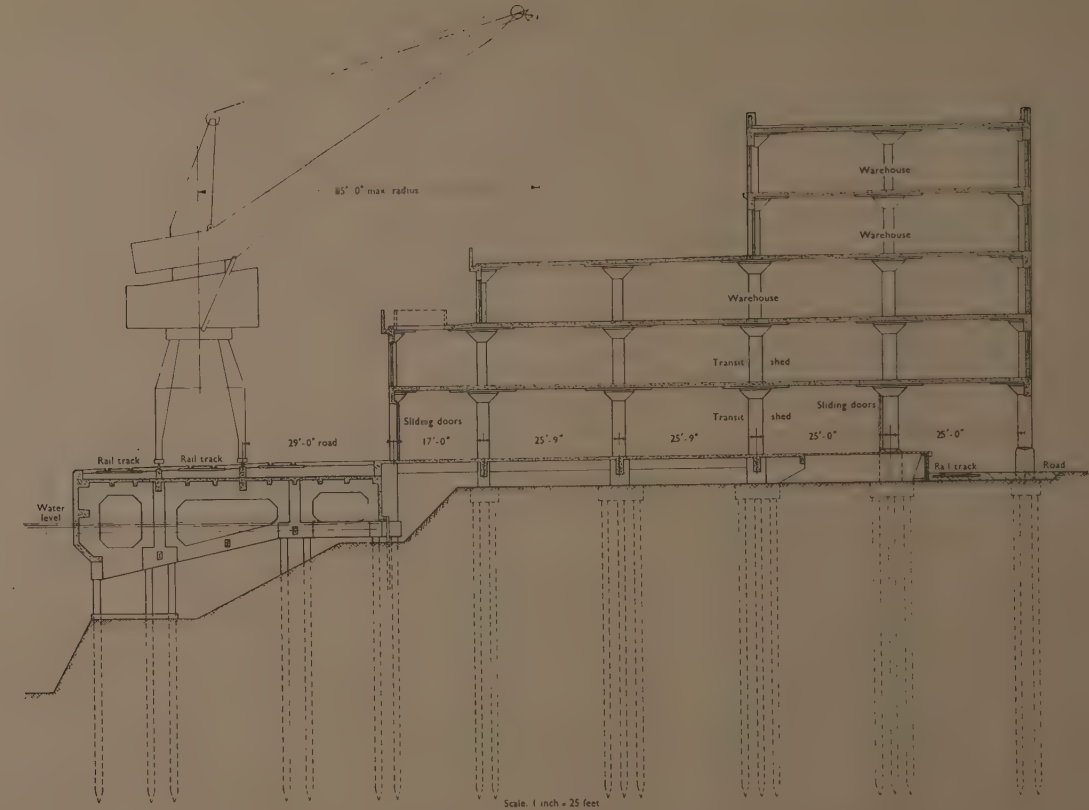 85' 0" max radius
Warehouse
Warehouse
Warehouse
Transit shed
Sliding doors
Sliding doors
Transit shed
29'-0" road
17'-0"
25'-9"
25'-9"
25'-0"
25'-0"
Rail track
Rail track
Rail track
Road
Water
level
Scale. 1 inch = 25 feet